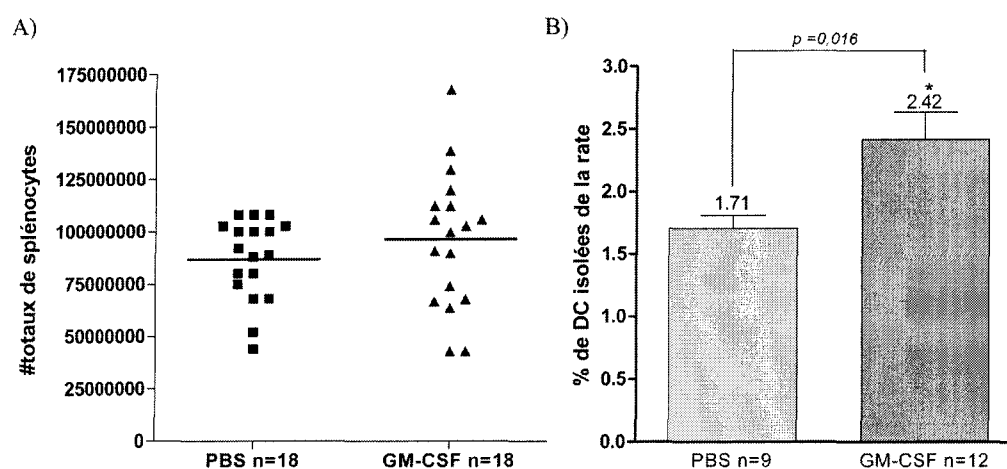 A)
#totaux de splénocytes
175000000
150000000
125000000
100000000
75000000
50000000
25000000
0
PBS n=18
GM-CSF n=18
B)
p =0,016
% de DC isolées de la rate
3.0
2.5
2.0
1.5
1.0
0.5
0.0
1.71
*
2.42
PBS n=9
GM-CSF n=12